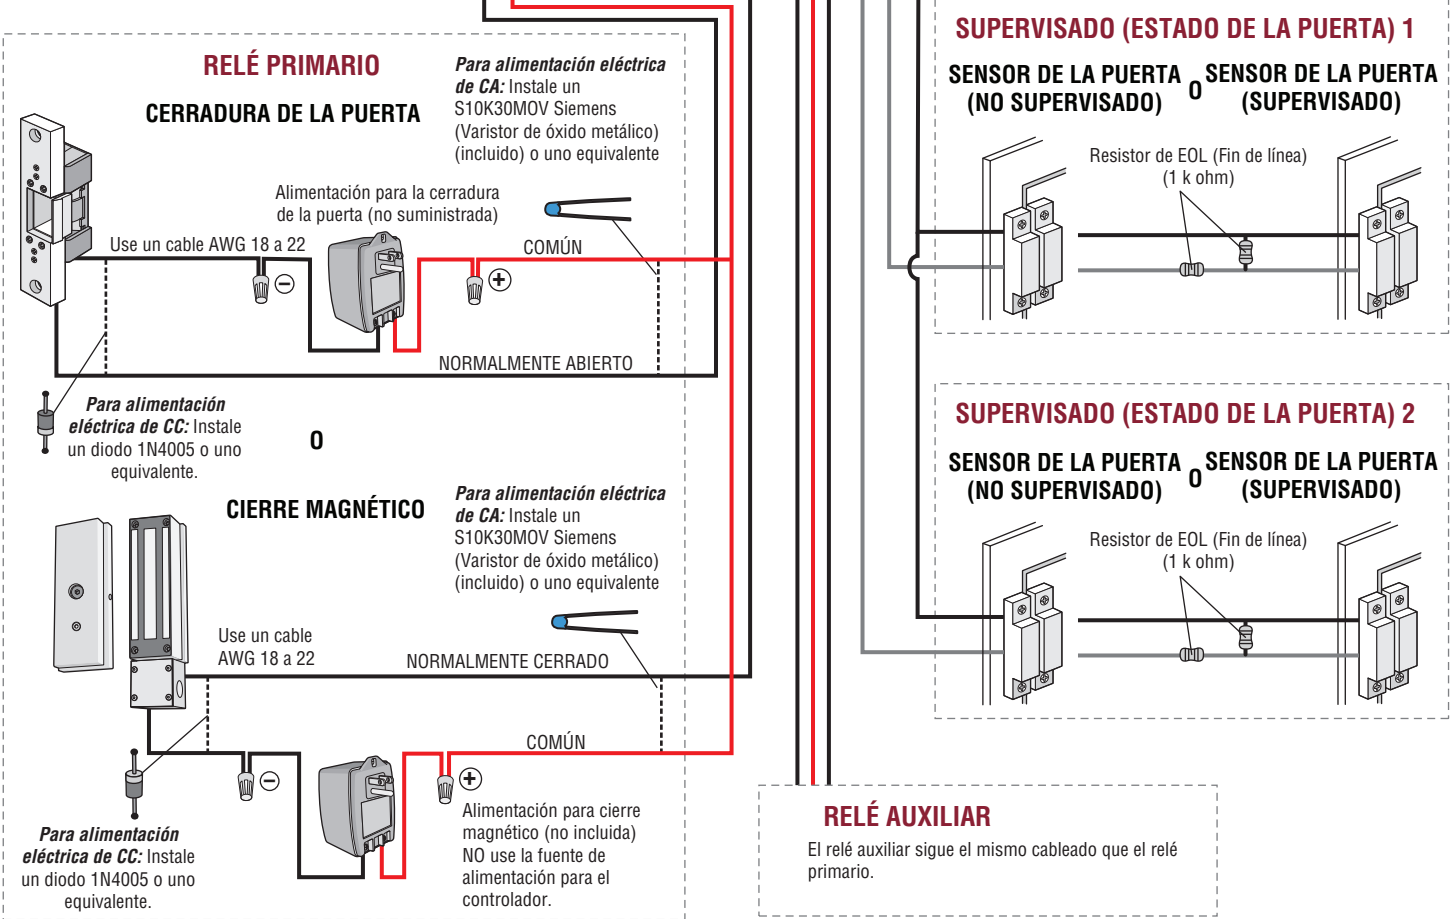 RELÉ PRIMARIO
CERRADURA DE LA PUERTA
Para alimentación eléctrica
de CA: Instale un
S10K30MOV Siemens
(Varistor de óxido metálico)
(incluido) o uno equivalente
Alimentación para la cerradura
de la puerta (no suministrada)
Use un cable AWG 18 a 22
COMÚN
−
+
NORMALMENTE ABIERTO
Para alimentación
eléctrica de CC: Instale
un diodo 1N4005 o uno
equivalente.
O
CIERRE MAGNÉTICO
Para alimentación eléctrica
de CA: Instale un
S10K30MOV Siemens
(Varistor de óxido metálico)
(incluido) o uno equivalente
Use un cable
AWG 18 a 22
NORMALMENTE CERRADO
COMÚN
−
+
Para alimentación
eléctrica de CC: Instale
un diodo 1N4005 o uno
equivalente.
Alimentación para cierre
magnético (no incluida)
NO use la fuente de
alimentación para el
controlador.
SUPERVISADO (ESTADO DE LA PUERTA) 1
SENSOR DE LA PUERTA
(NO SUPERVISADO)
O
SENSOR DE LA PUERTA
(SUPERVISADO)
Resistor de EOL (Fin de línea)
(1 k ohm)
SUPERVISADO (ESTADO DE LA PUERTA) 2
SENSOR DE LA PUERTA
(NO SUPERVISADO)
O
SENSOR DE LA PUERTA
(SUPERVISADO)
Resistor de EOL (Fin de línea)
(1 k ohm)
RELÉ AUXILIAR
El relé auxiliar sigue el mismo cableado que el relé
primario.